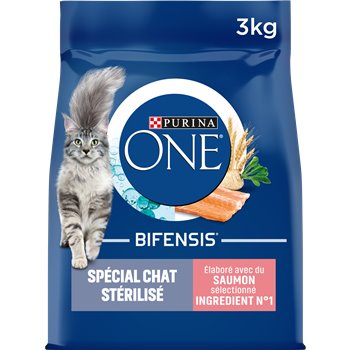 3kg
PURINA
ONE
BIFENSIS®
SPÉCIAL CHAT
STÉRILISÉ
Élaboré avec du
SAUMON
sélectionné
INGREDIENT N°1